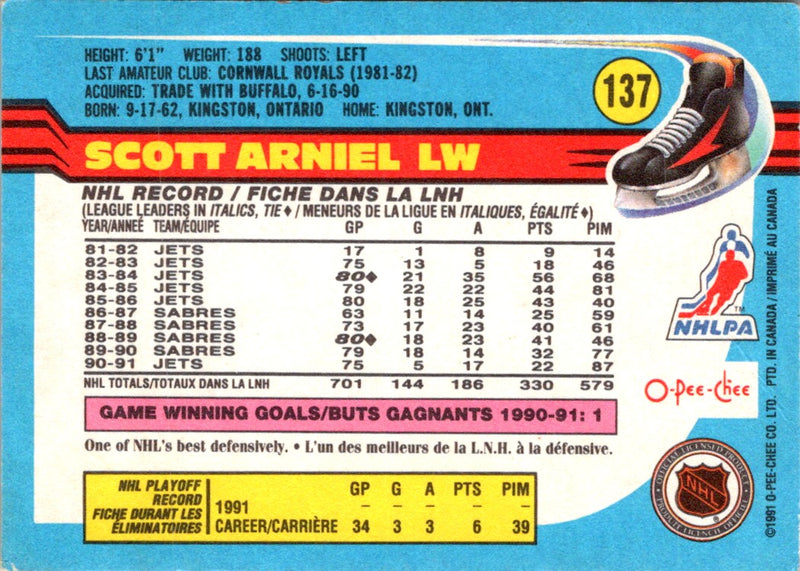 HEIGHT: 6'1" WEIGHT: 188 SHOOTS: LEFT
LAST AMATEUR CLUB: CORNWALL ROYALS (1981-82)
ACQUIRED: TRADE WITH BUFFALO, 6-16-90
BORN: 9-17-62, KINGSTON, ONTARIO HOME: KINGSTON, ONT.
137
SCOTT ARNIEL LW
NHL RECORD / FICHE DANS LA LNH
(LEAGUE LEADERS IN ITALICS, TIE♦ / MENEURS DE LA LIGUE EN ITALIQUES, ÉGALITÉ♦)
YEAR/ANNEÉ TEAM/ÉQUIPE GP G A PTS PIM
81-82 JETS 17 1 8 9 14
82-83 JETS 75 13 5 18 46
83-84 JETS 80♦ 21 35 56 68
84-85 JETS 79 22 22 44 81
85-86 JETS 80 18 25 43 40
86-87 SABRES 63 11 14 25 59
87-88 SABRES 73 17 23 40 61
88-89 SABRES 80♦ 18 23 41 46
89-90 SABRES 79 18 14 32 77
90-91 JETS 75 5 17 22 87
NHL TOTALS/TOTAUX DANS LA LNH 701 144 186 330 579
GAME WINNING GOALS/BUTS GAGNANTS 1990-91: 1
One of NHL's best defensively. • L'un des meilleurs de la L.N.H. à la défensive.
NHL PLAYOFF
RECORD
FICHE DURANT LES
ÉLIMINATOIRES
GP G A PTS PIM
1991 – – – – –
CAREER/CARRIÈRE 34 3 3 6 39
TM
NHLPA
O-Pee-Chee
OFFICIAL LICENSED PRODUCT
NHL
®
PRODUIT LICENCIÉ OFFICIEL
©1991 O-PEE-CHEE CO. LTD. PTD. IN CANADA / IMPRIMÉ AU CANADA